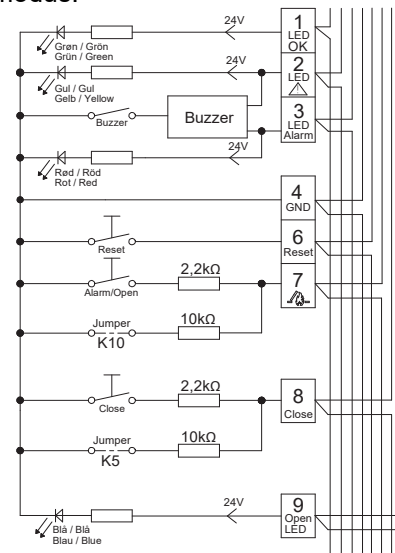 24V
1
LED
OK
Grøn / Grön
Grün / Green
24V
2
LED
Gul / Gul
Gelb / Yellow
Buzzer
Buzzer
3
LED
Alarm
24V
Rød / Röd
Rot / Red
4
GND
6
Reset
Reset
7
2,2kΩ
Alarm/Open
Jumper
K10
10kΩ
2,2kΩ
8
Close
Close
Jumper
K5
10kΩ
24V
9
Open
LED
Blå / Blå
Blau / Blue